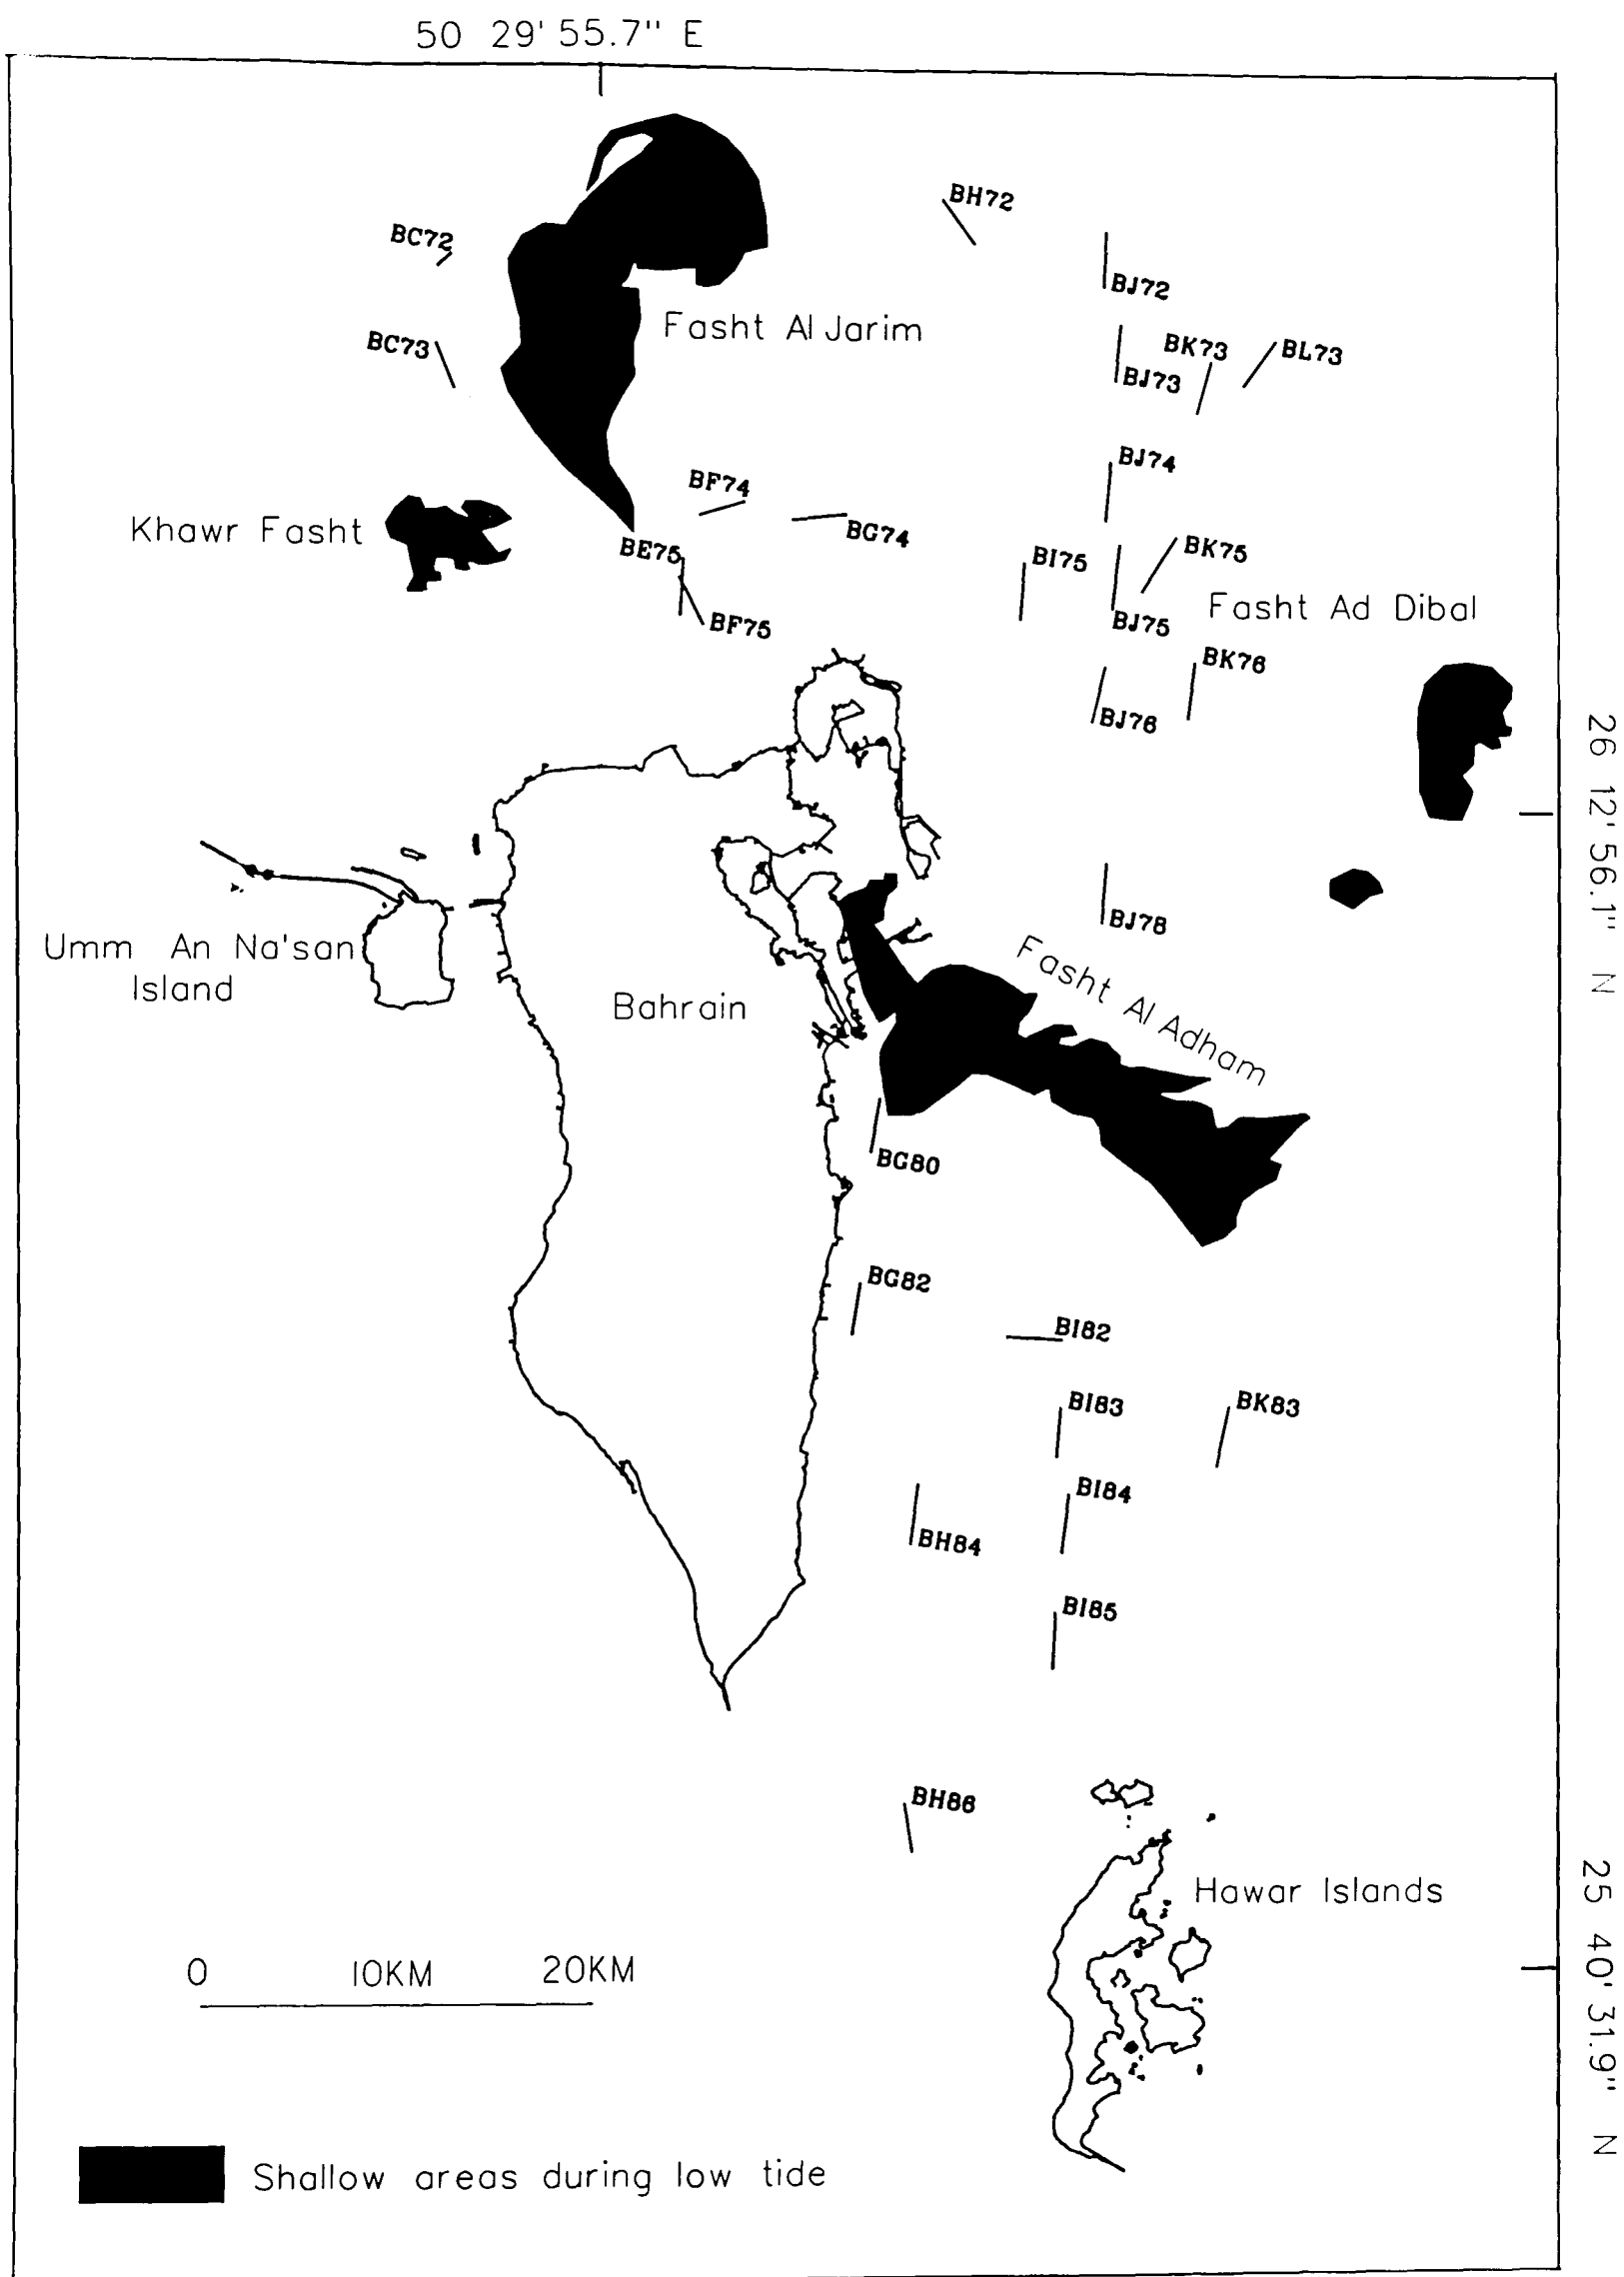 50 29' 55.7" E
BH72
BC72
BJ72
Fasht Al Jarim
BC73
BK73
BL73
BJ73
BJ74
BF74
Khawr Fasht
BG74
BE75
BI75
BK75
BF75
BJ75
Fasht Ad Dibal
BK76
BJ76
26 12' 56.1" N
BJ78
Umm An Na'san
Island
Bahrain
Fasht Al Adham
BG80
BG82
BI82
BI83
BK83
BI84
BH84
BI85
BH86
Hawar Islands
25 40' 31.9" N
0 10KM 20KM
Shallow areas during low tide